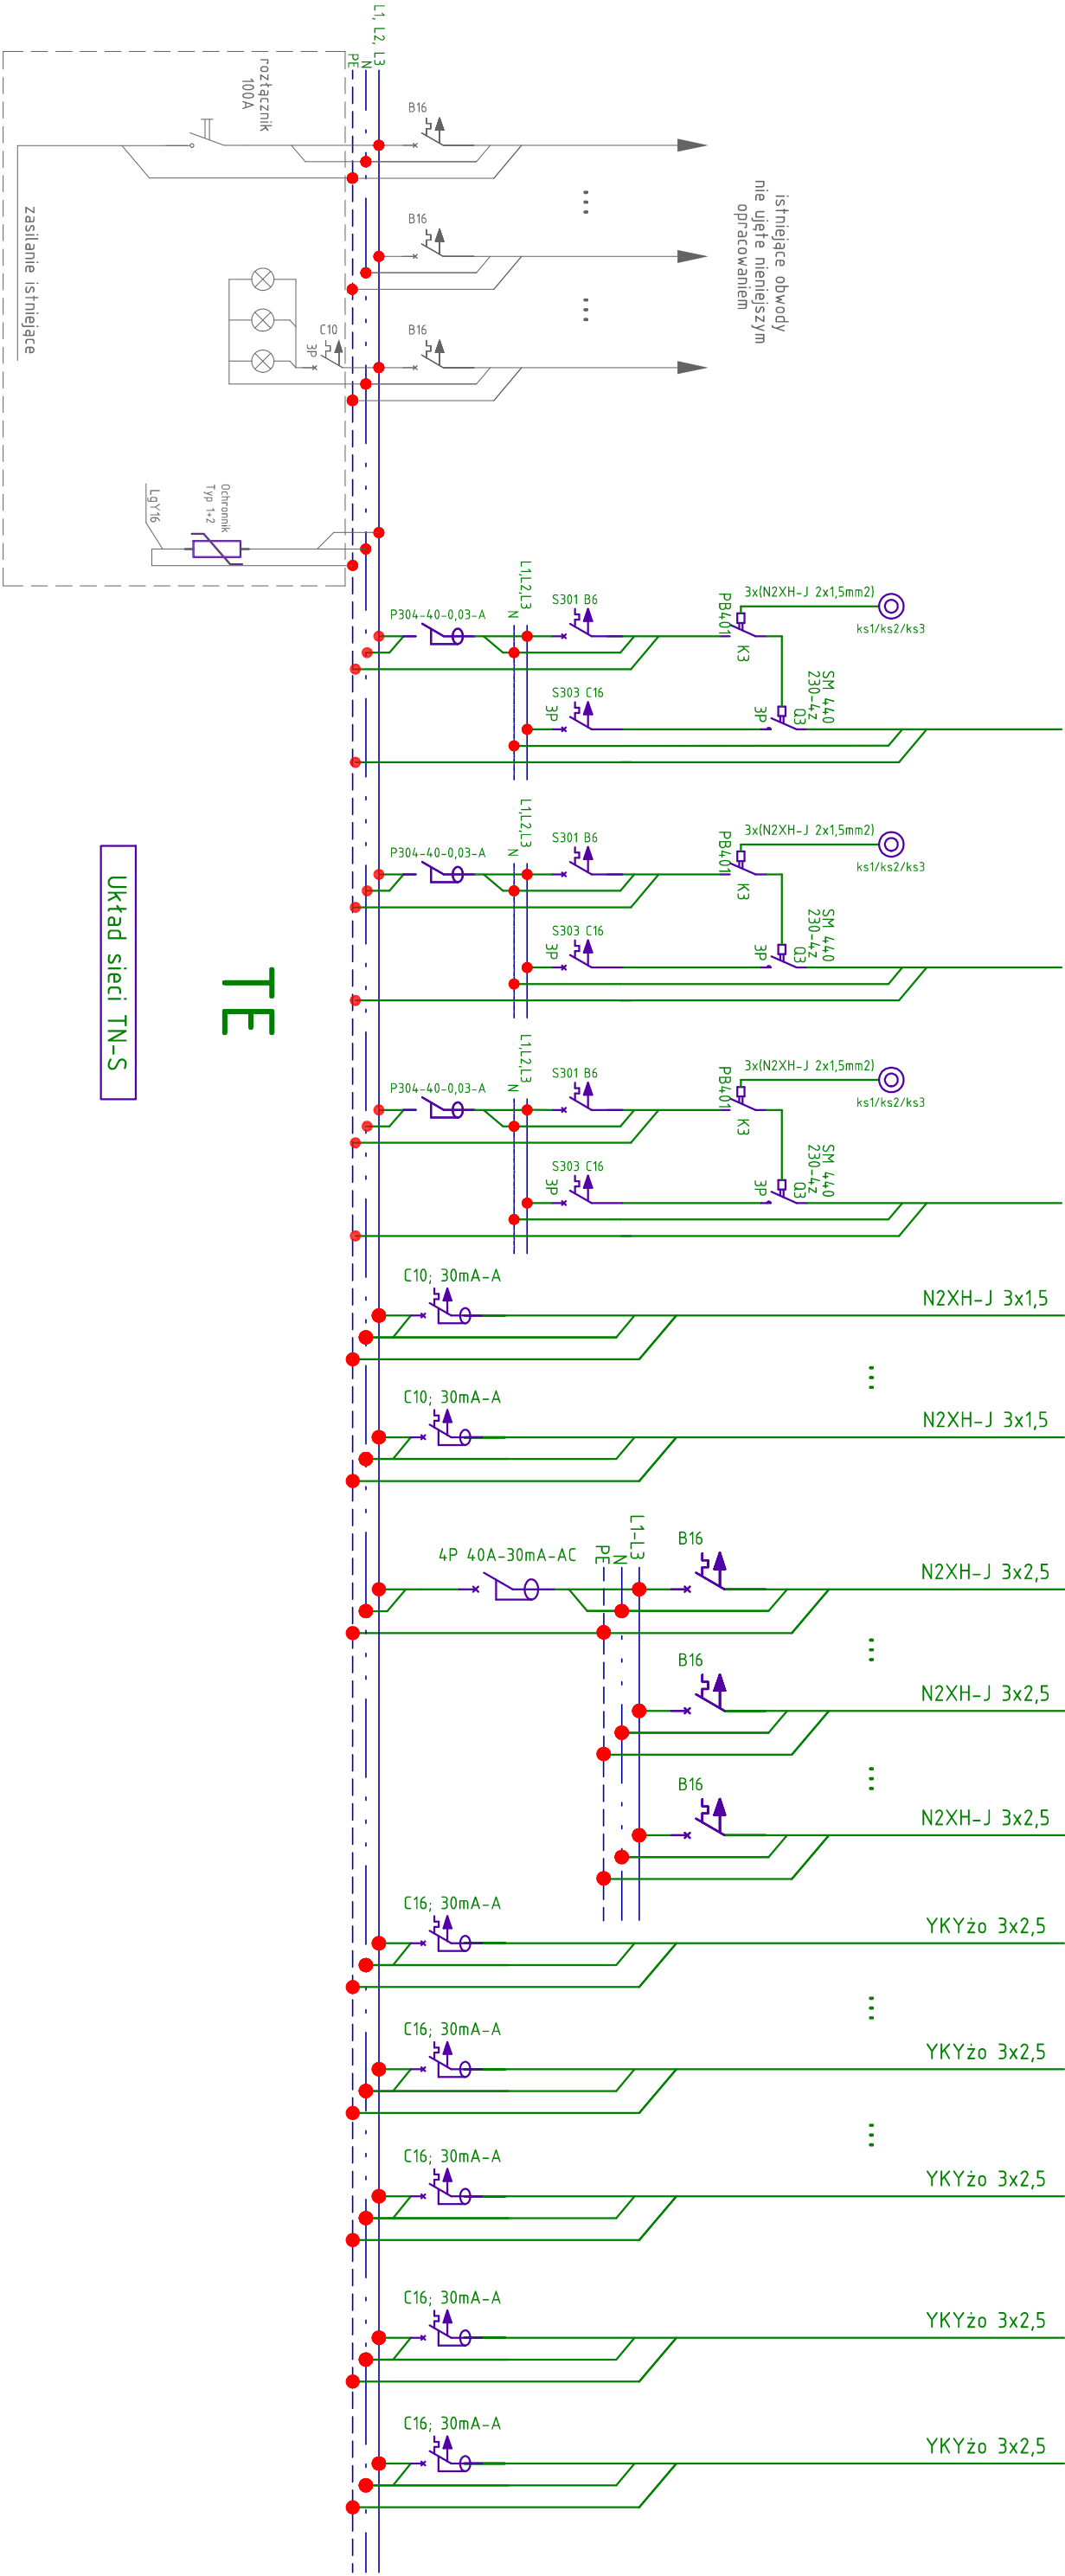 L1, L2, L3
N
PE
rozłącznik
100A
zasilanie istniejące
B16
B16
B16
istniejące obwody
nie ujęte nieniejszym
opracowaniem
C10
3P
Ochronnik
Typ 1+2
LgY16
P304-40-0,03-A
L1,L2,L3
N
S301 B6
PB401
K3
3x(N2XH-J 2x1,5mm2)
ks1/ks2/ks3
S303 C16
3P
SM 440
230-4z
Q3
3P
P304-40-0,03-A
L1,L2,L3
N
S301 B6
PB401
K3
3x(N2XH-J 2x1,5mm2)
ks1/ks2/ks3
S303 C16
3P
SM 440
230-4z
Q3
3P
P304-40-0,03-A
L1,L2,L3
N
S301 B6
PB401
K3
3x(N2XH-J 2x1,5mm2)
ks1/ks2/ks3
S303 C16
3P
SM 440
230-4z
Q3
3P
Układ sieci TN-S
TE
C10; 30mA-A
N2XH-J 3x1,5
C10; 30mA-A
N2XH-J 3x1,5
4P 40A-30mA-AC
L1-L3
N
PE
B16
N2XH-J 3x2,5
B16
N2XH-J 3x2,5
B16
N2XH-J 3x2,5
C16; 30mA-A
YKYżo 3x2,5
C16; 30mA-A
YKYżo 3x2,5
C16; 30mA-A
YKYżo 3x2,5
C16; 30mA-A
YKYżo 3x2,5
C16; 30mA-A
YKYżo 3x2,5